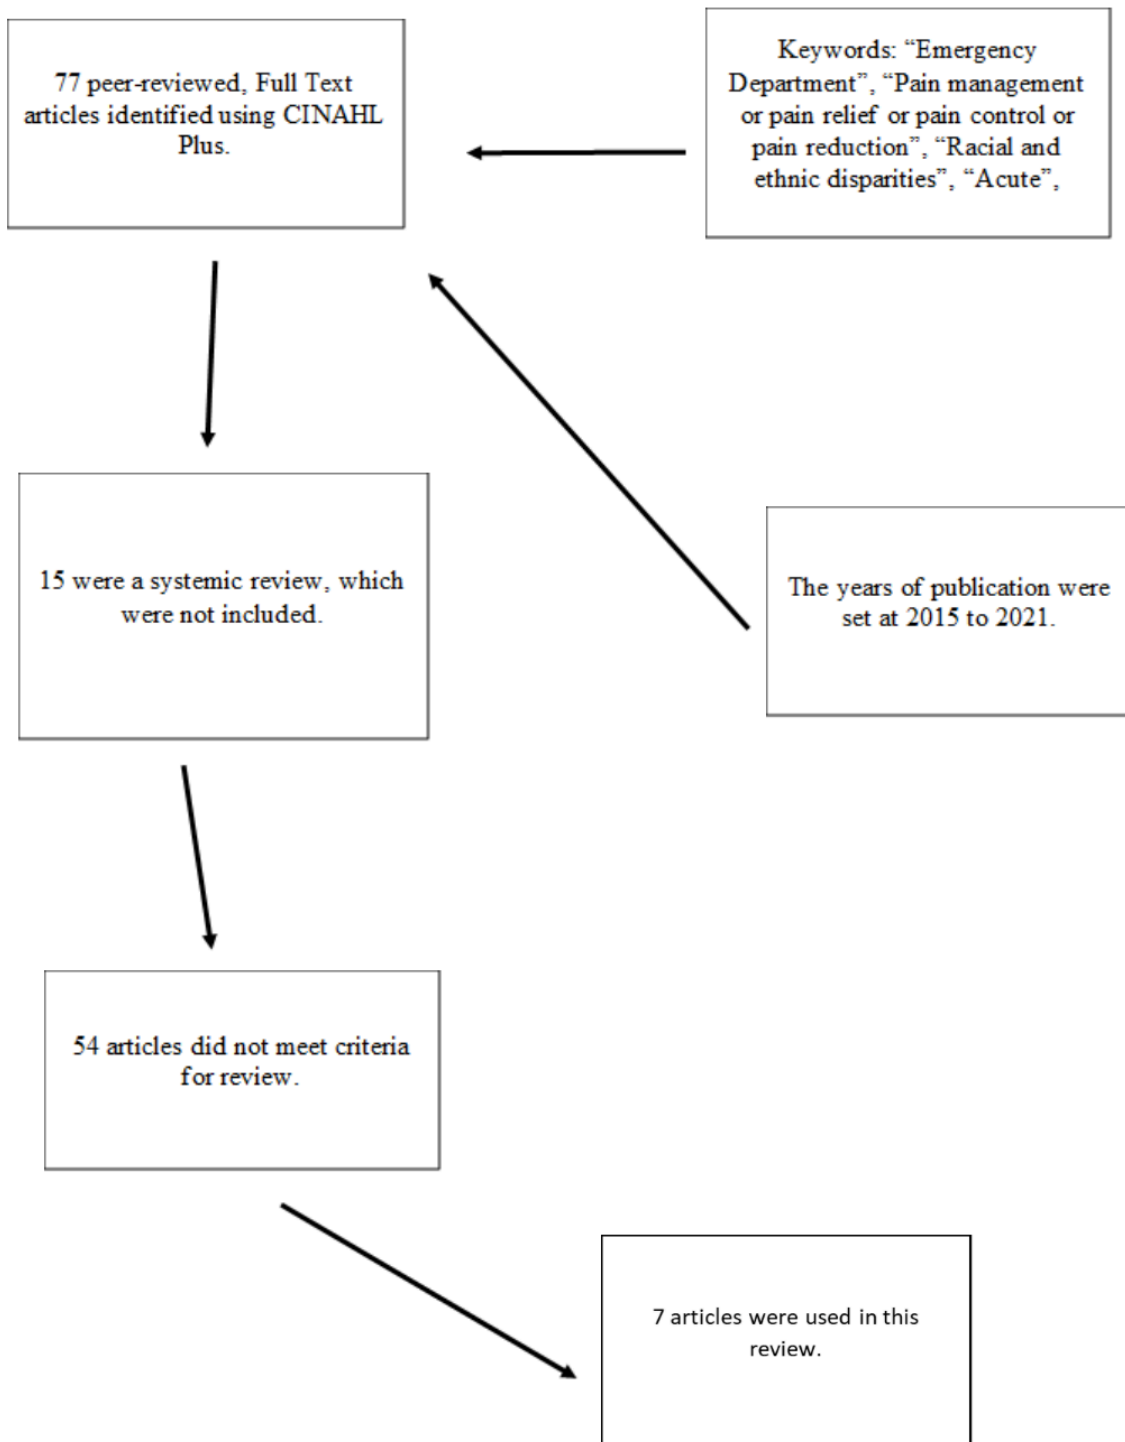 77 peer-reviewed, Full Text
articles identified using CINAHL
Plus.
Keywords: “Emergency
Department”, “Pain management
or pain relief or pain control or
pain reduction”, “Racial and
ethnic disparities”, “Acute”,
15 were a systemic review, which
were not included.
The years of publication were
set at 2015 to 2021.
54 articles did not meet criteria
for review.
7 articles were used in this
review.